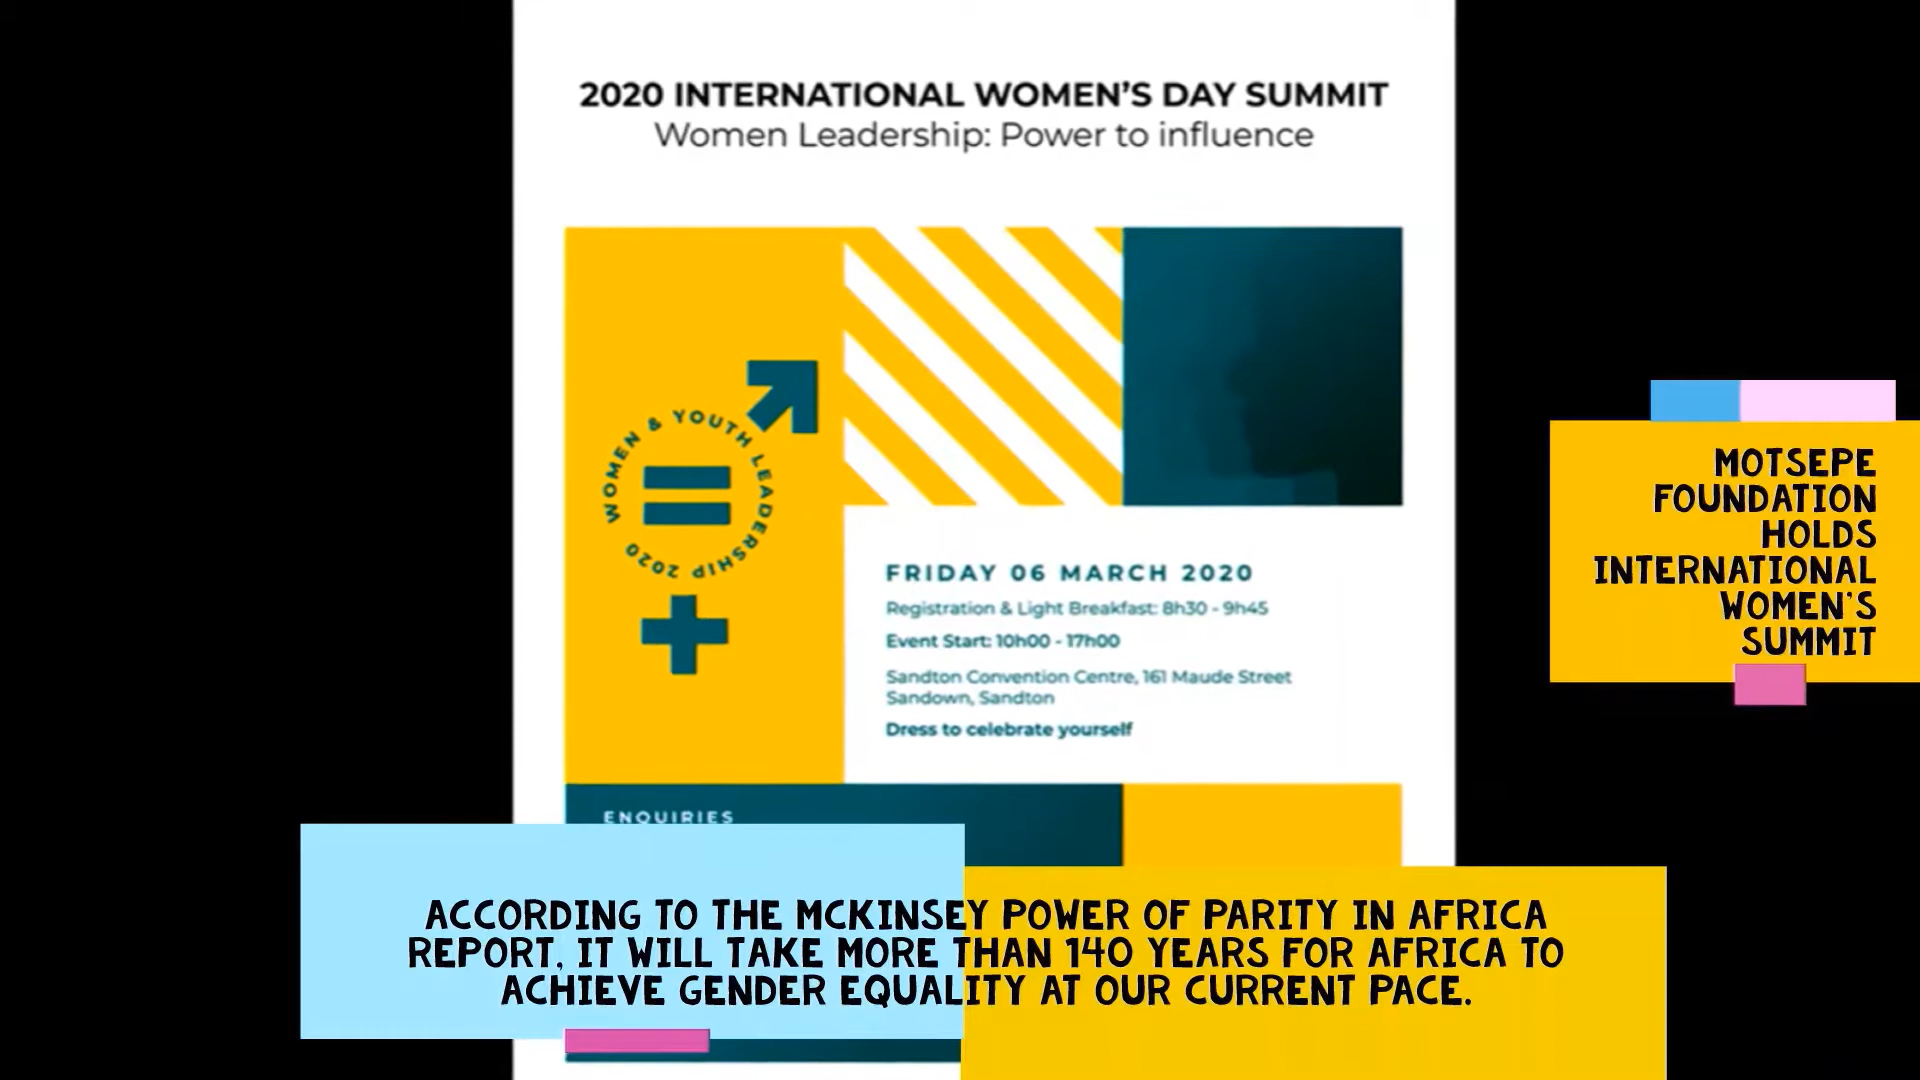 2020 INTERNATIONAL WOMEN'S DAY SUMMIT
Women Leadership: Power to influence
WOMEN & YOUTH LEADERSHIP 2020
FRIDAY 06 MARCH 2020
Registration & Light Breakfast: 8h30 - 9h45
Event Start: 10h00 - 17h00
Sandton Convention Centre, 161 Maude Street
Sandown, Sandton
Dress to celebrate yourself
ENQUIRIES
MOTSEPE
FOUNDATION
HOLDS
INTERNATIONAL
WOMEN'S
SUMMIT
ACCORDING TO THE MCKINSEY POWER OF PARITY IN AFRICA
REPORT, IT WILL TAKE MORE THAN 140 YEARS FOR AFRICA TO
ACHIEVE GENDER EQUALITY AT OUR CURRENT PACE.